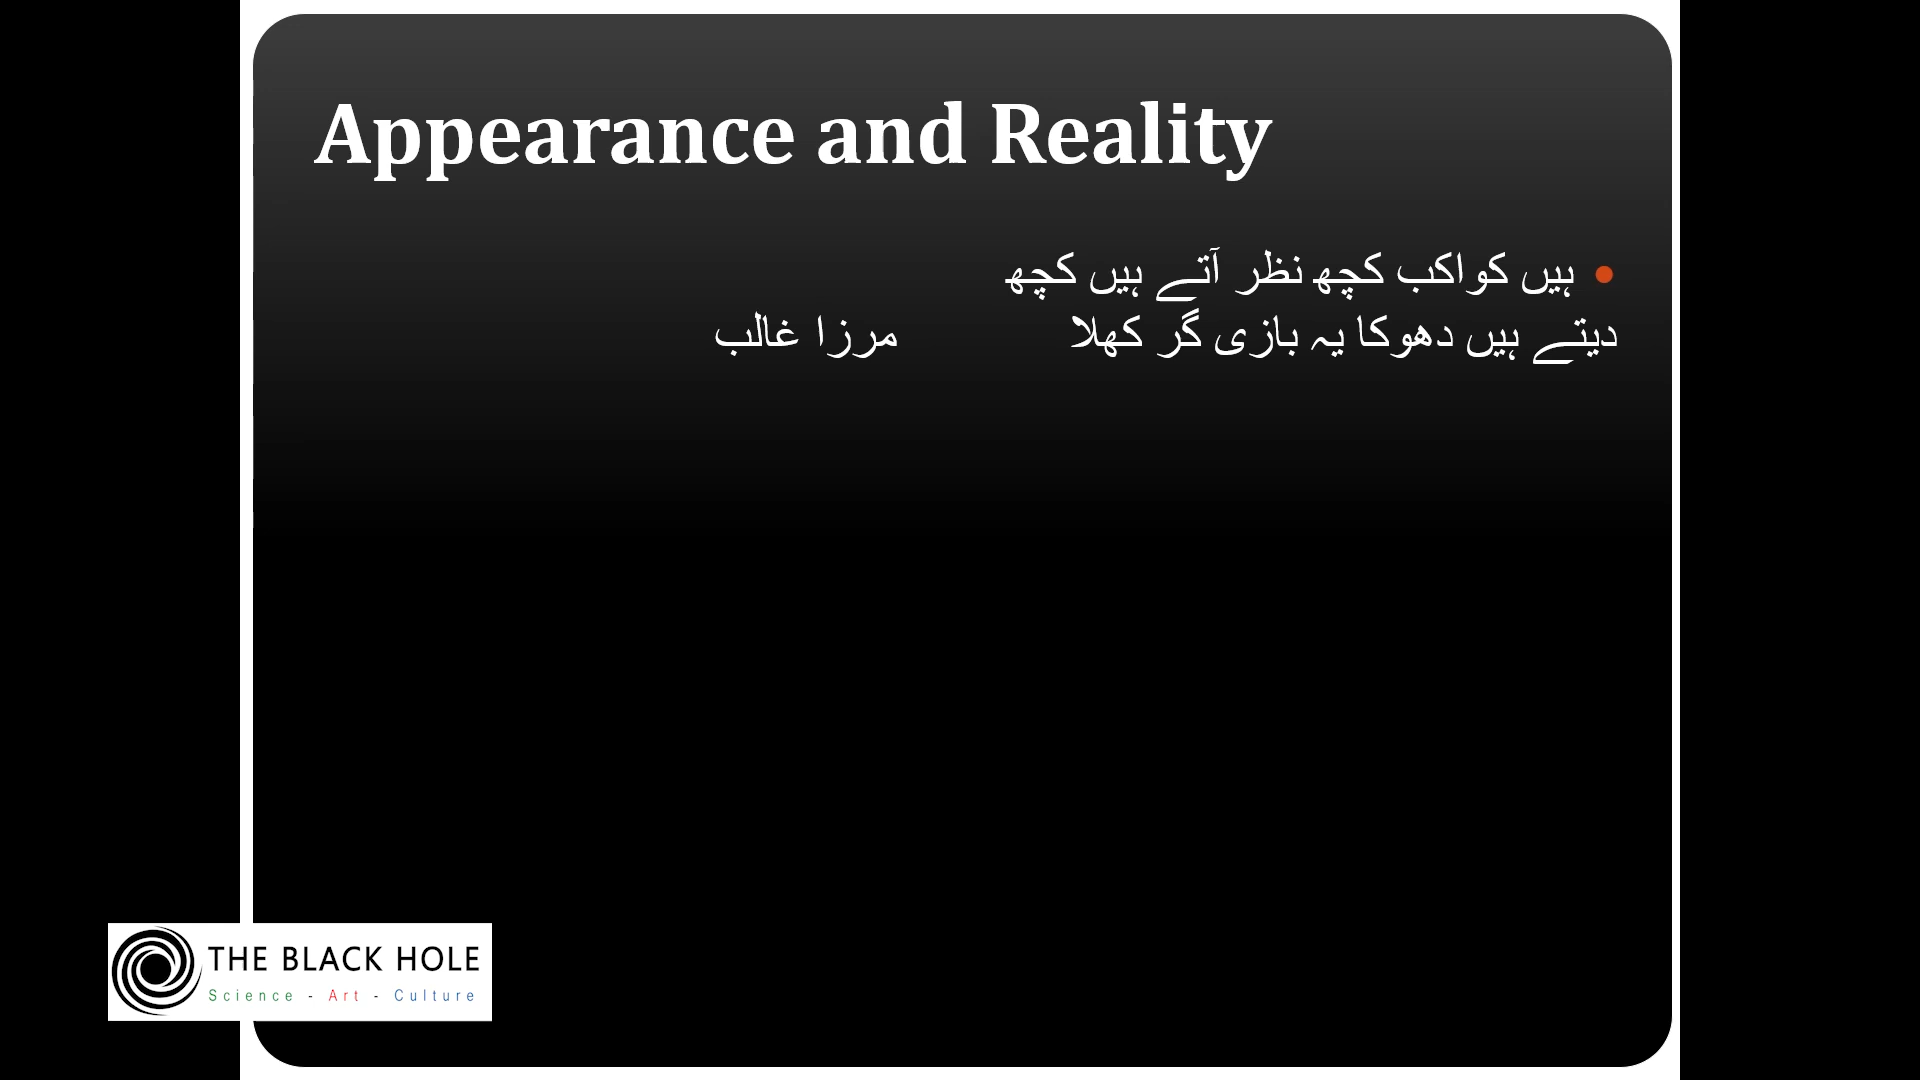 Appearance and Reality
• ہیں کواکب کچھ نظر آتے ہیں کچھ
دیتے ہیں دھوکا یہ بازی گر کھلا مرزا غالب
THE BLACK HOLE
Science - Art - Culture